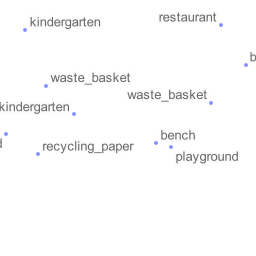 restaurant
kindergarten
b
waste_basket
waste_basket
kindergarten
bench
d
recycling_paper
playground